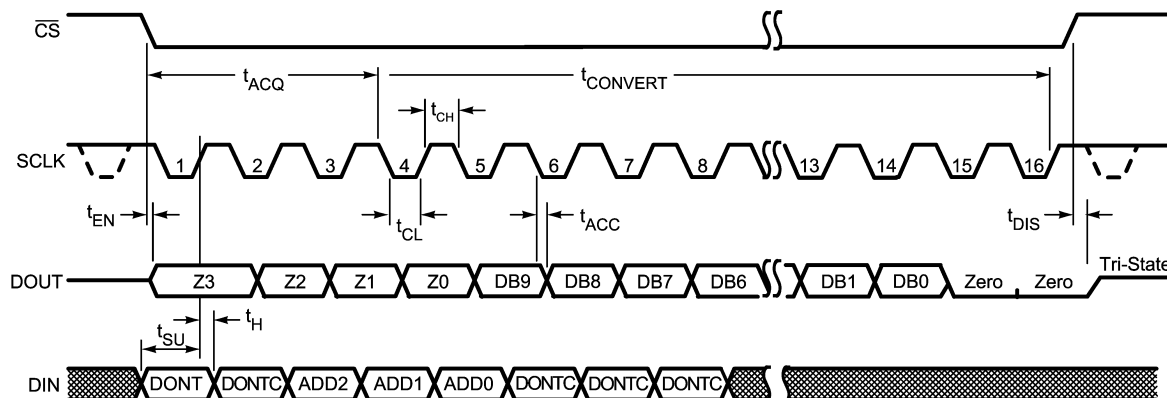 CS
tACQ
tCONVERT
tCH
SCLK
1 2 3 4 5 6 7 8 13 14 15 16
tEN
tCL
tACC
tDIS
Tri-State
DOUT
Z3 Z2 Z1 Z0 DB9 DB8 DB7 DB6 DB1 DB0 Zero Zero
tSU
tH
DIN
DONT DONTC ADD2 ADD1 ADD0 DONTC DONTC DONTC